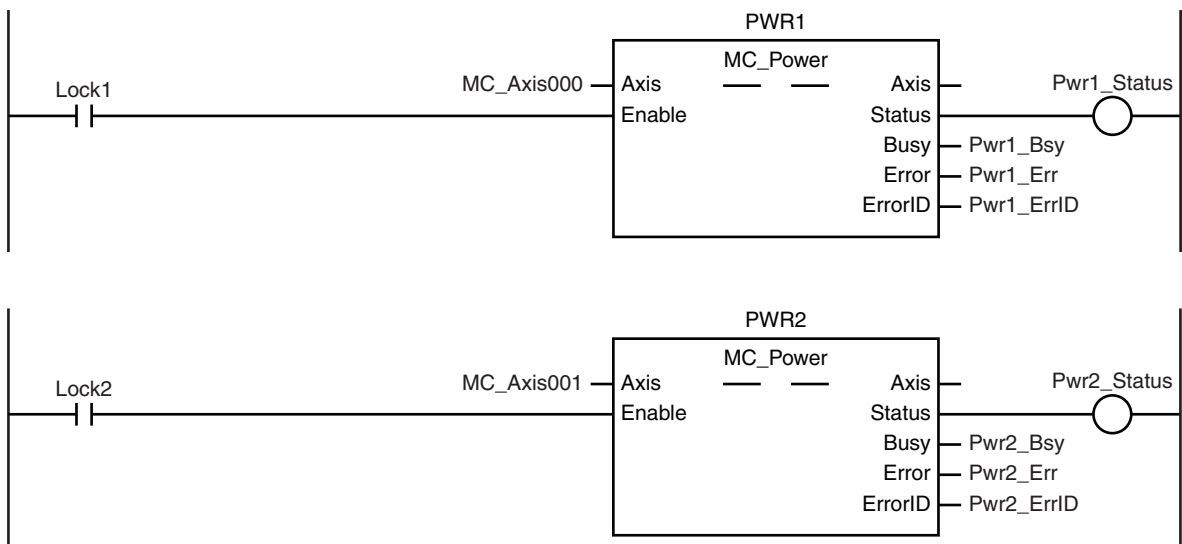 PWR1
MC_Power
Lock1
MC_Axis000 Axis Axis Pwr1_Status
Enable Status
Busy Pwr1_Bsy
Error Pwr1_Err
ErrorID Pwr1_ErrID
PWR2
MC_Power
Lock2
MC_Axis001 Axis Axis Pwr2_Status
Enable Status
Busy Pwr2_Bsy
Error Pwr2_Err
ErrorID Pwr2_ErrID